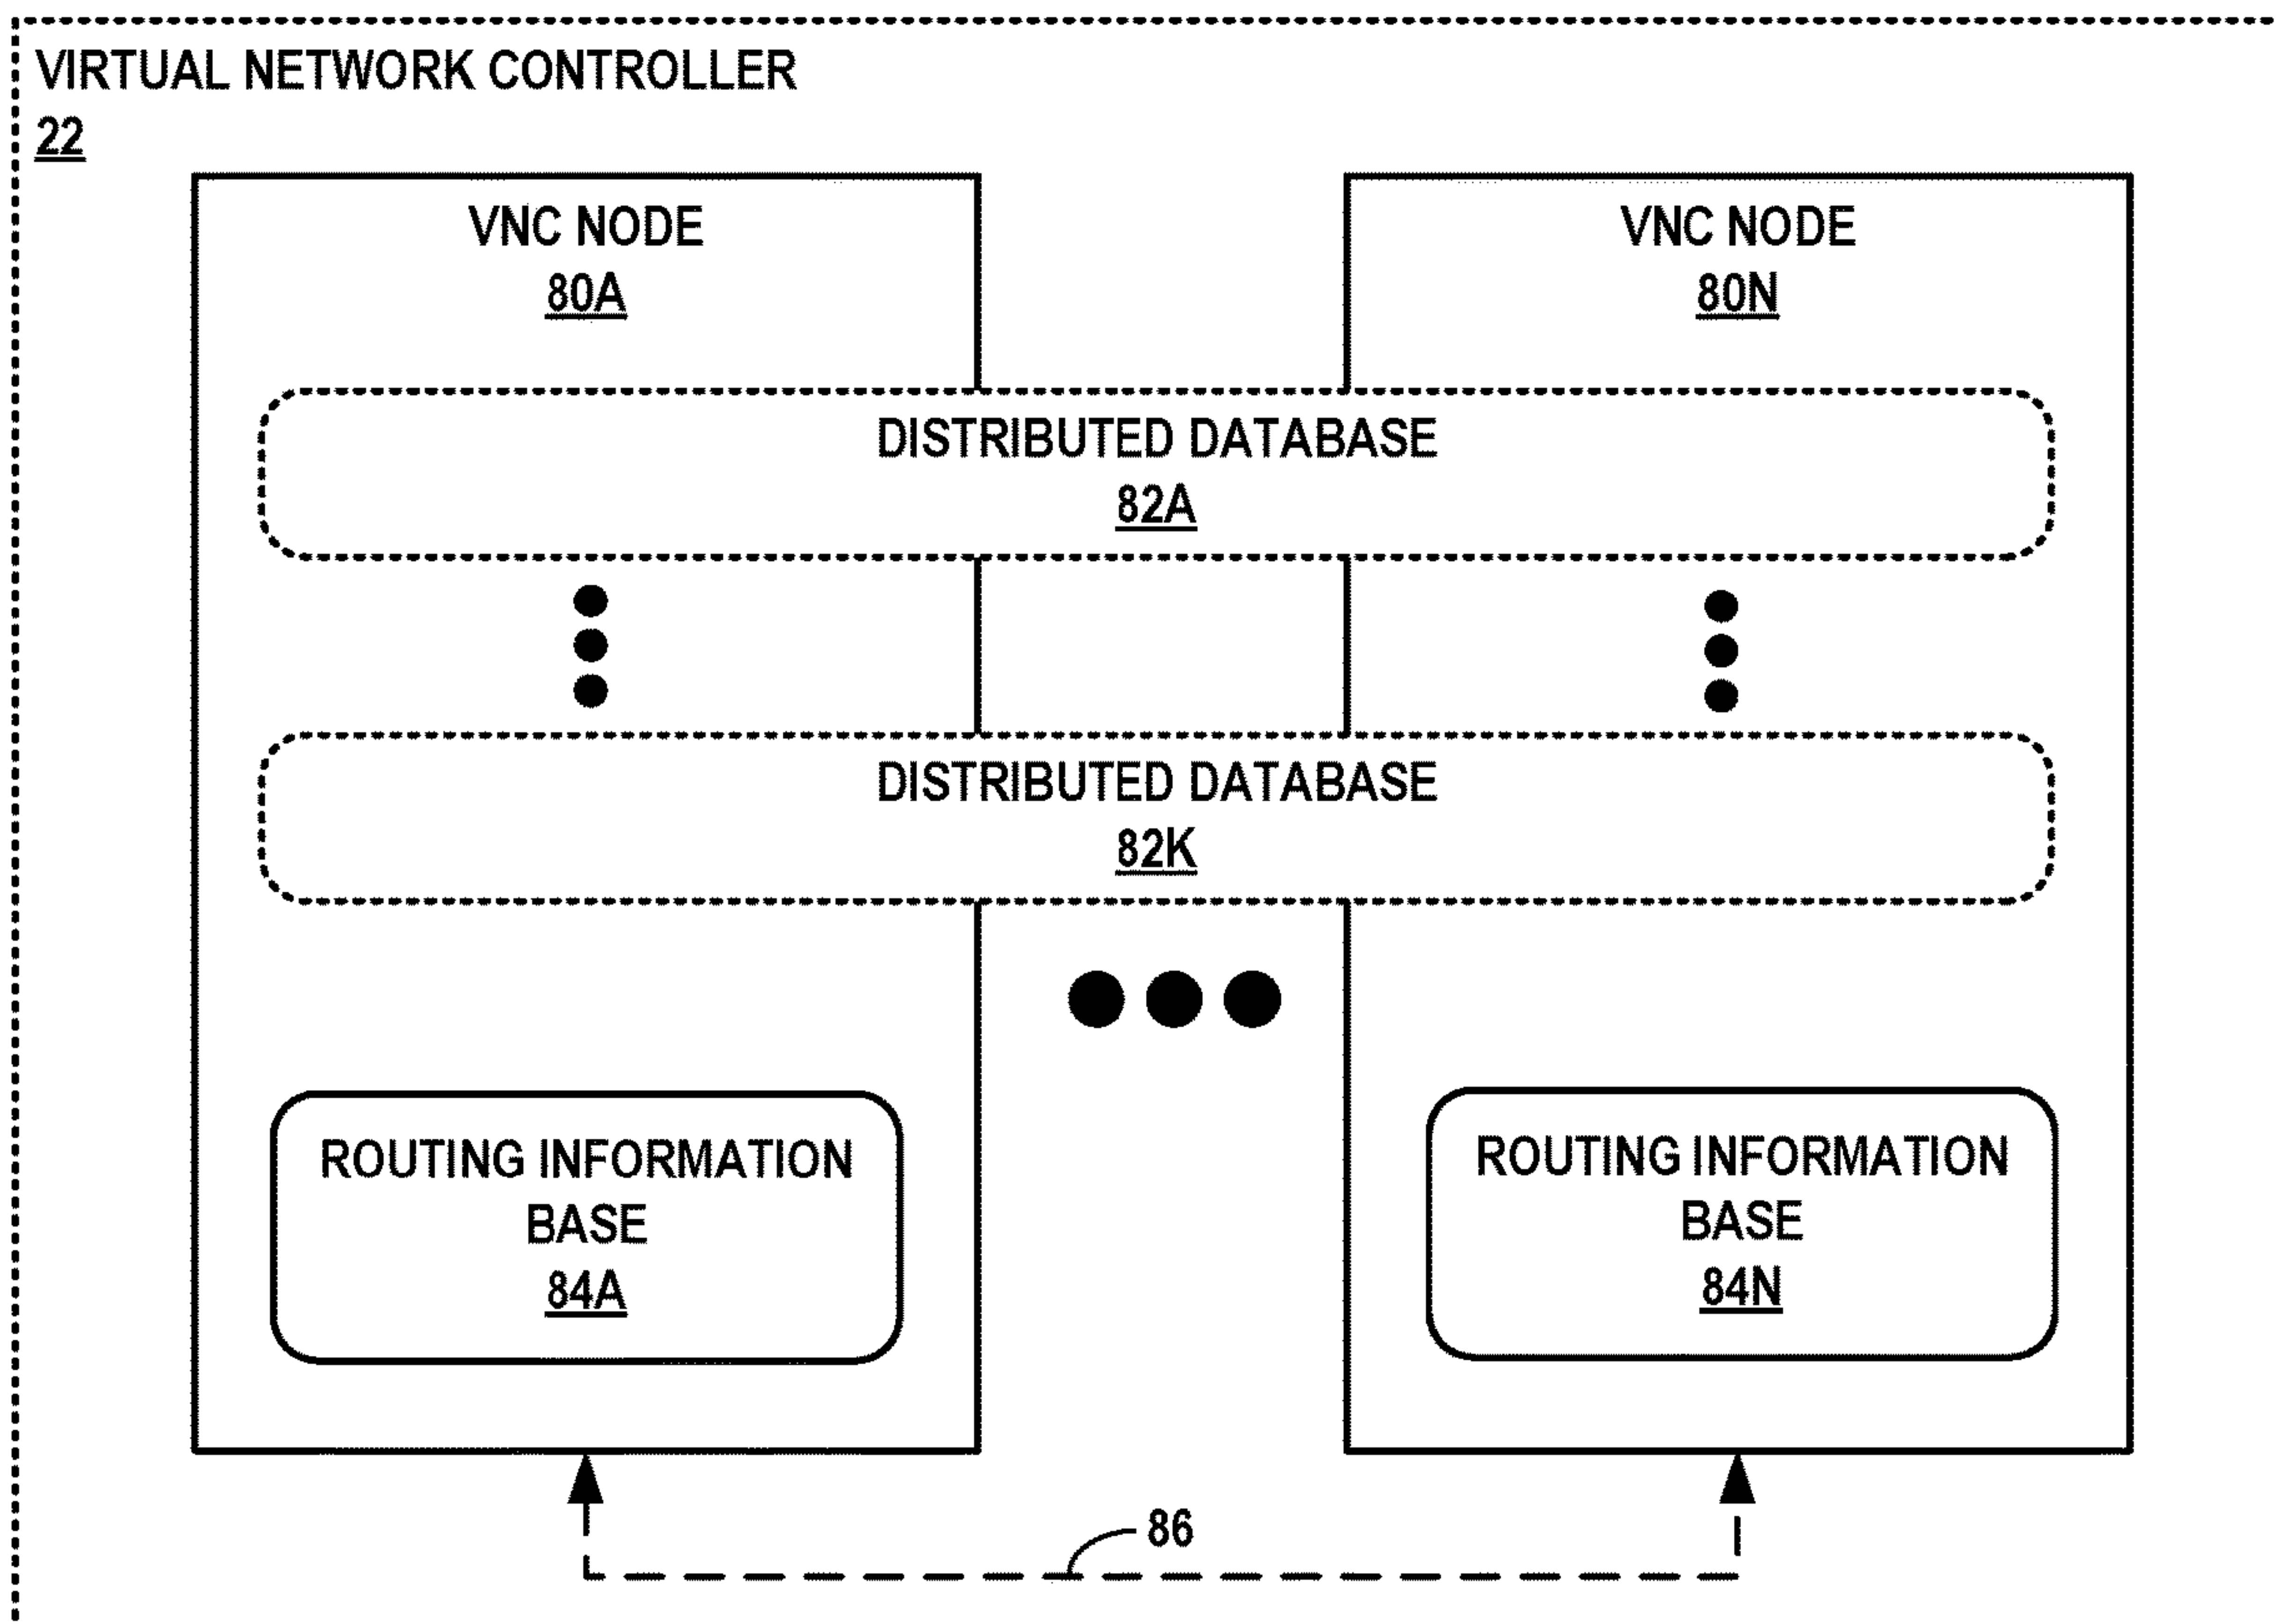 VIRTUAL NETWORK CONTROLLER
22
VNC NODE
80A
VNC NODE
80N
DISTRIBUTED DATABASE
82A
DISTRIBUTED DATABASE
82K
ROUTING INFORMATION
BASE
84A
ROUTING INFORMATION
BASE
84N
86